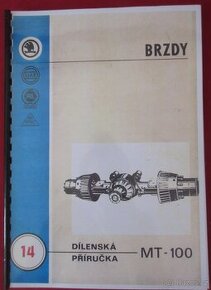 BRZDY
14
DÍLENSKÁ
PŘÍRUČKA
MT-100